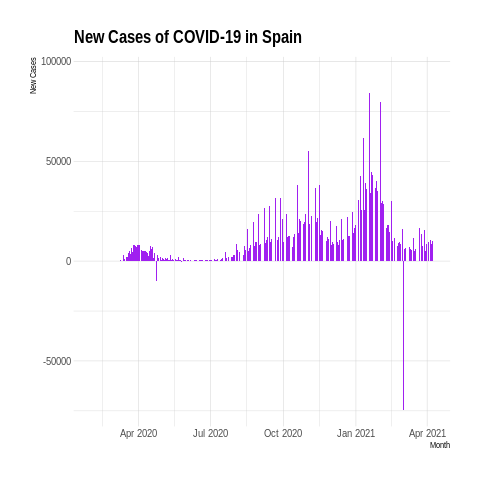 New Cases of COVID-19 in Spain
New Cases
100000
50000
0
-50000
Apr 2020
Jul 2020
Oct 2020
Jan 2021
Apr 2021
Month